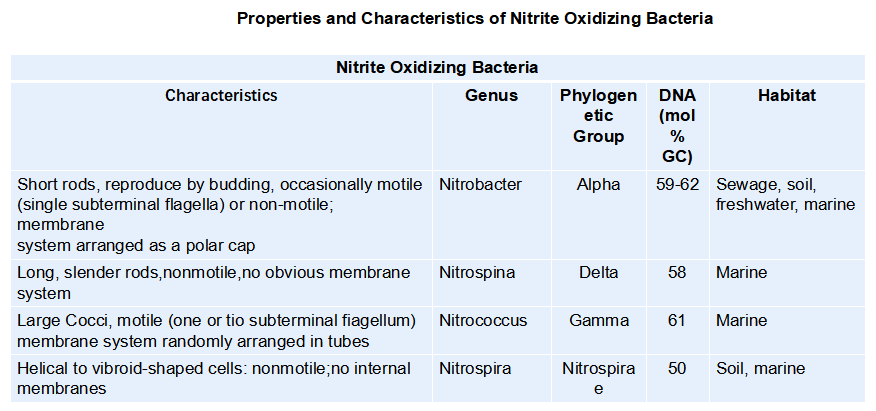 Properties and Characteristics of Nitrite Oxidizing Bacteria
Nitrite Oxidizing Bacteria
Characteristics Genus Phylogen
etic
Group DNA
(mol
%
GC) Habitat
Short rods, reproduce by budding, occasionally motile
(single subterminal flagella) or non-motile;
mermbrane
system arranged as a polar cap
Nitrobacter
Alpha
59-62
Sewage, soil,
freshwater, marine
Long, slender rods,nonmotile,no obvious membrane
system
Nitrospina
Delta
58
Marine
Large Cocci, motile (one or tio subterminal fiagellum)
membrane system randomly arranged in tubes
Nitrococcus
Gamma
61
Marine
Helical to vibroid-shaped cells: nonmotile;no internal
membranes
Nitrospira
Nitrospira
e
50
Soil, marine